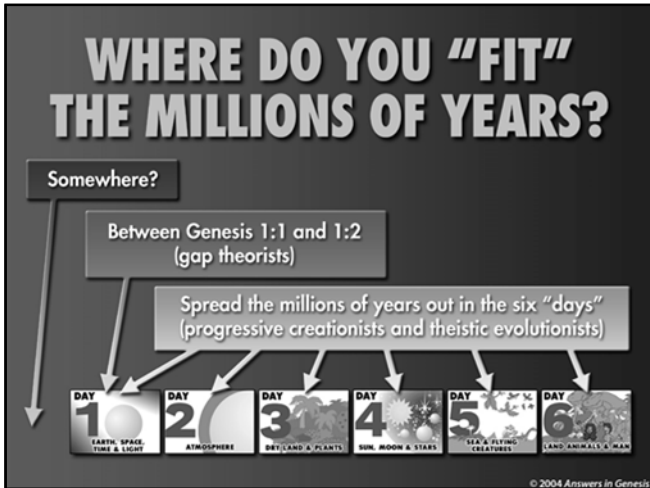 WHERE DO YOU “FIT”
THE MILLIONS OF YEARS?
Somewhere?
Between Genesis 1:1 and 1:2
(gap theorists)
Spread the millions of years out in the six “days”
(progressive creationists and theistic evolutionists)
DAY
1
EARTH, SPACE,
TIME & LIGHT
DAY
2
ATMOSPHERE
DAY
3
DRY LAND & PLANTS
DAY
4
SUN, MOON & STARS
DAY
5
SEA & FLYING
CREATURES
DAY
6
LAND ANIMALS & MAN
© 2004 Answers in Genesis